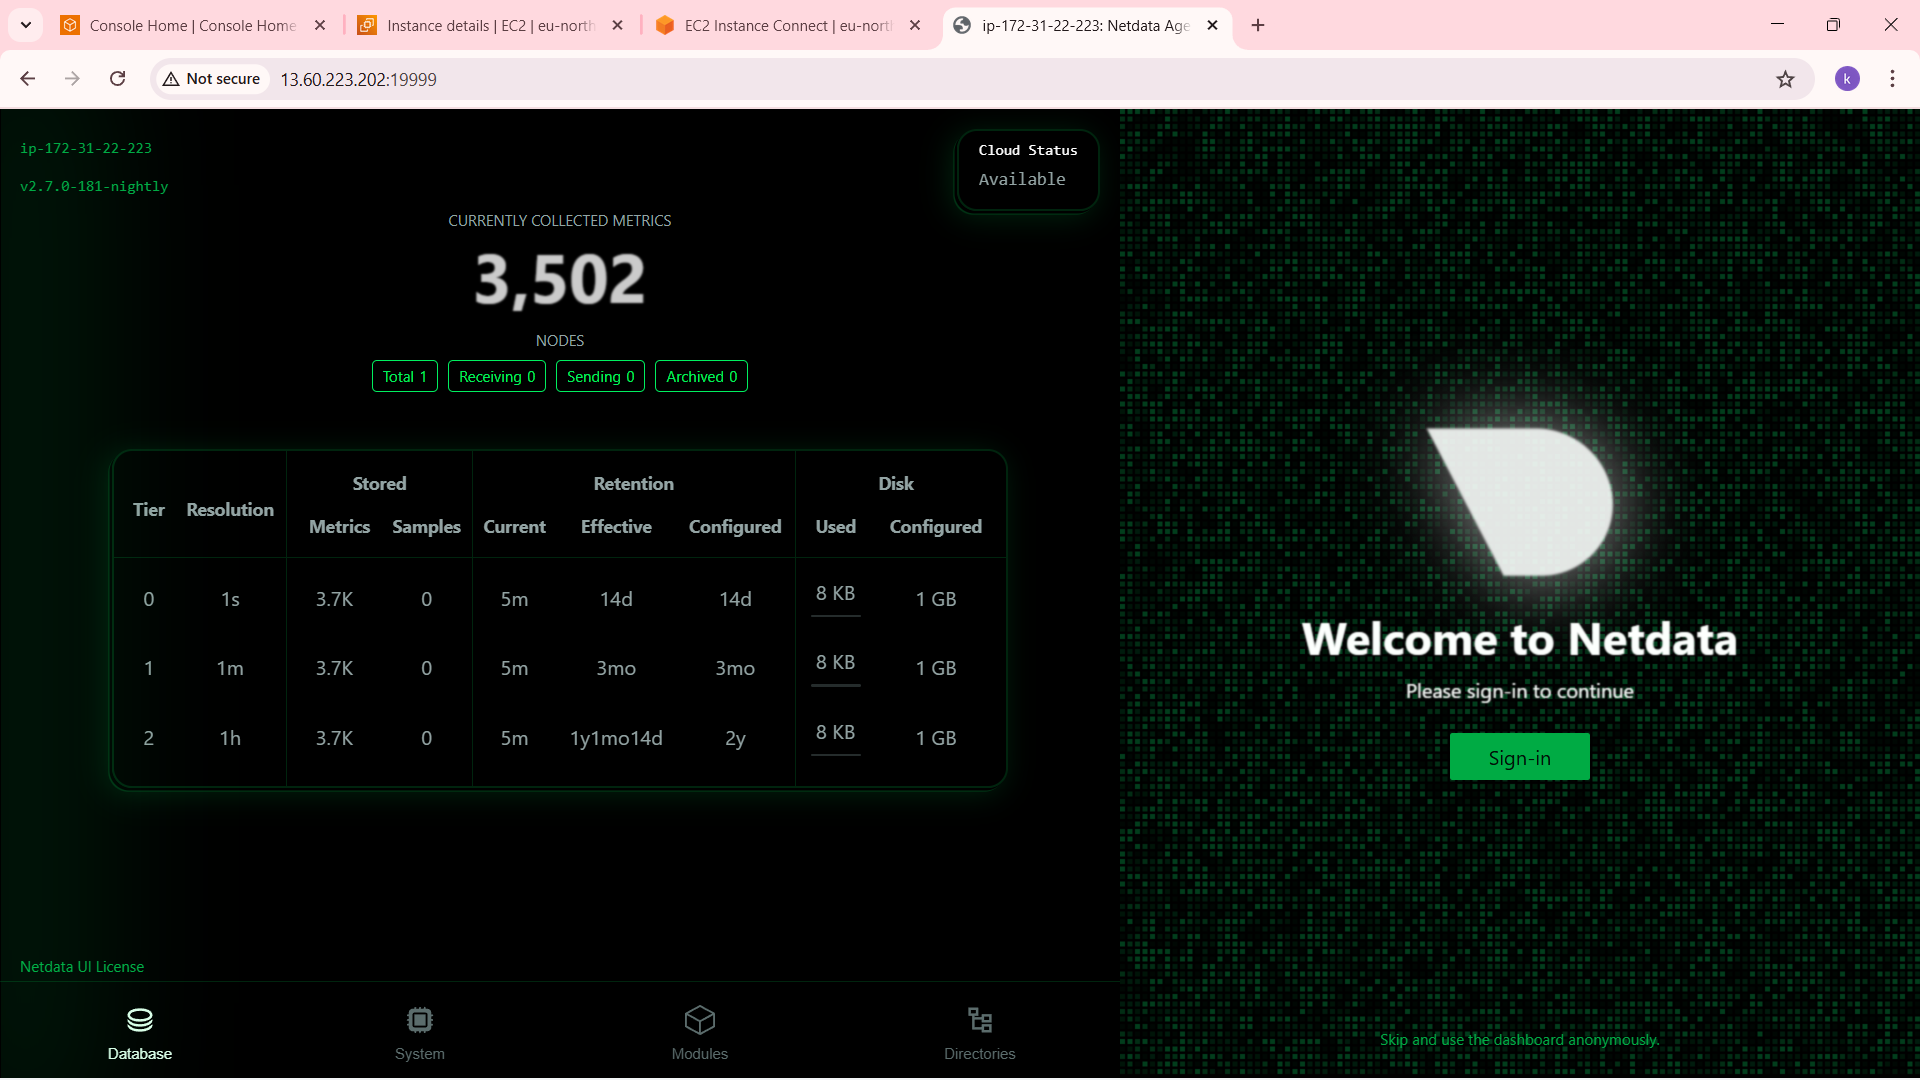 Console Home | Console Home
Instance details | EC2 | eu-north
EC2 Instance Connect | eu-nort
ip-172-31-22-223: Netdata Age
Not secure
13.60.223.202:19999
k
ip-172-31-22-223
v2.7.0-181-nightly
Cloud Status
Available
CURRENTLY COLLECTED METRICS
3,502
NODES
Total 1
Receiving 0
Sending 0
Archived 0
Tier Resolution
Stored
Metrics Samples
Retention
Current Effective Configured
Disk
Used Configured
0 1s 3.7K 0 5m 14d 14d 8 KB 1 GB
1 1m 3.7K 0 5m 3mo 3mo 8 KB 1 GB
2 1h 3.7K 0 5m 1y1mo14d 2y 8 KB 1 GB
Netdata UI License
Database
System
Modules
Directories
Welcome to Netdata
Please sign-in to continue
Sign-in
Skip and use the dashboard anonymously.